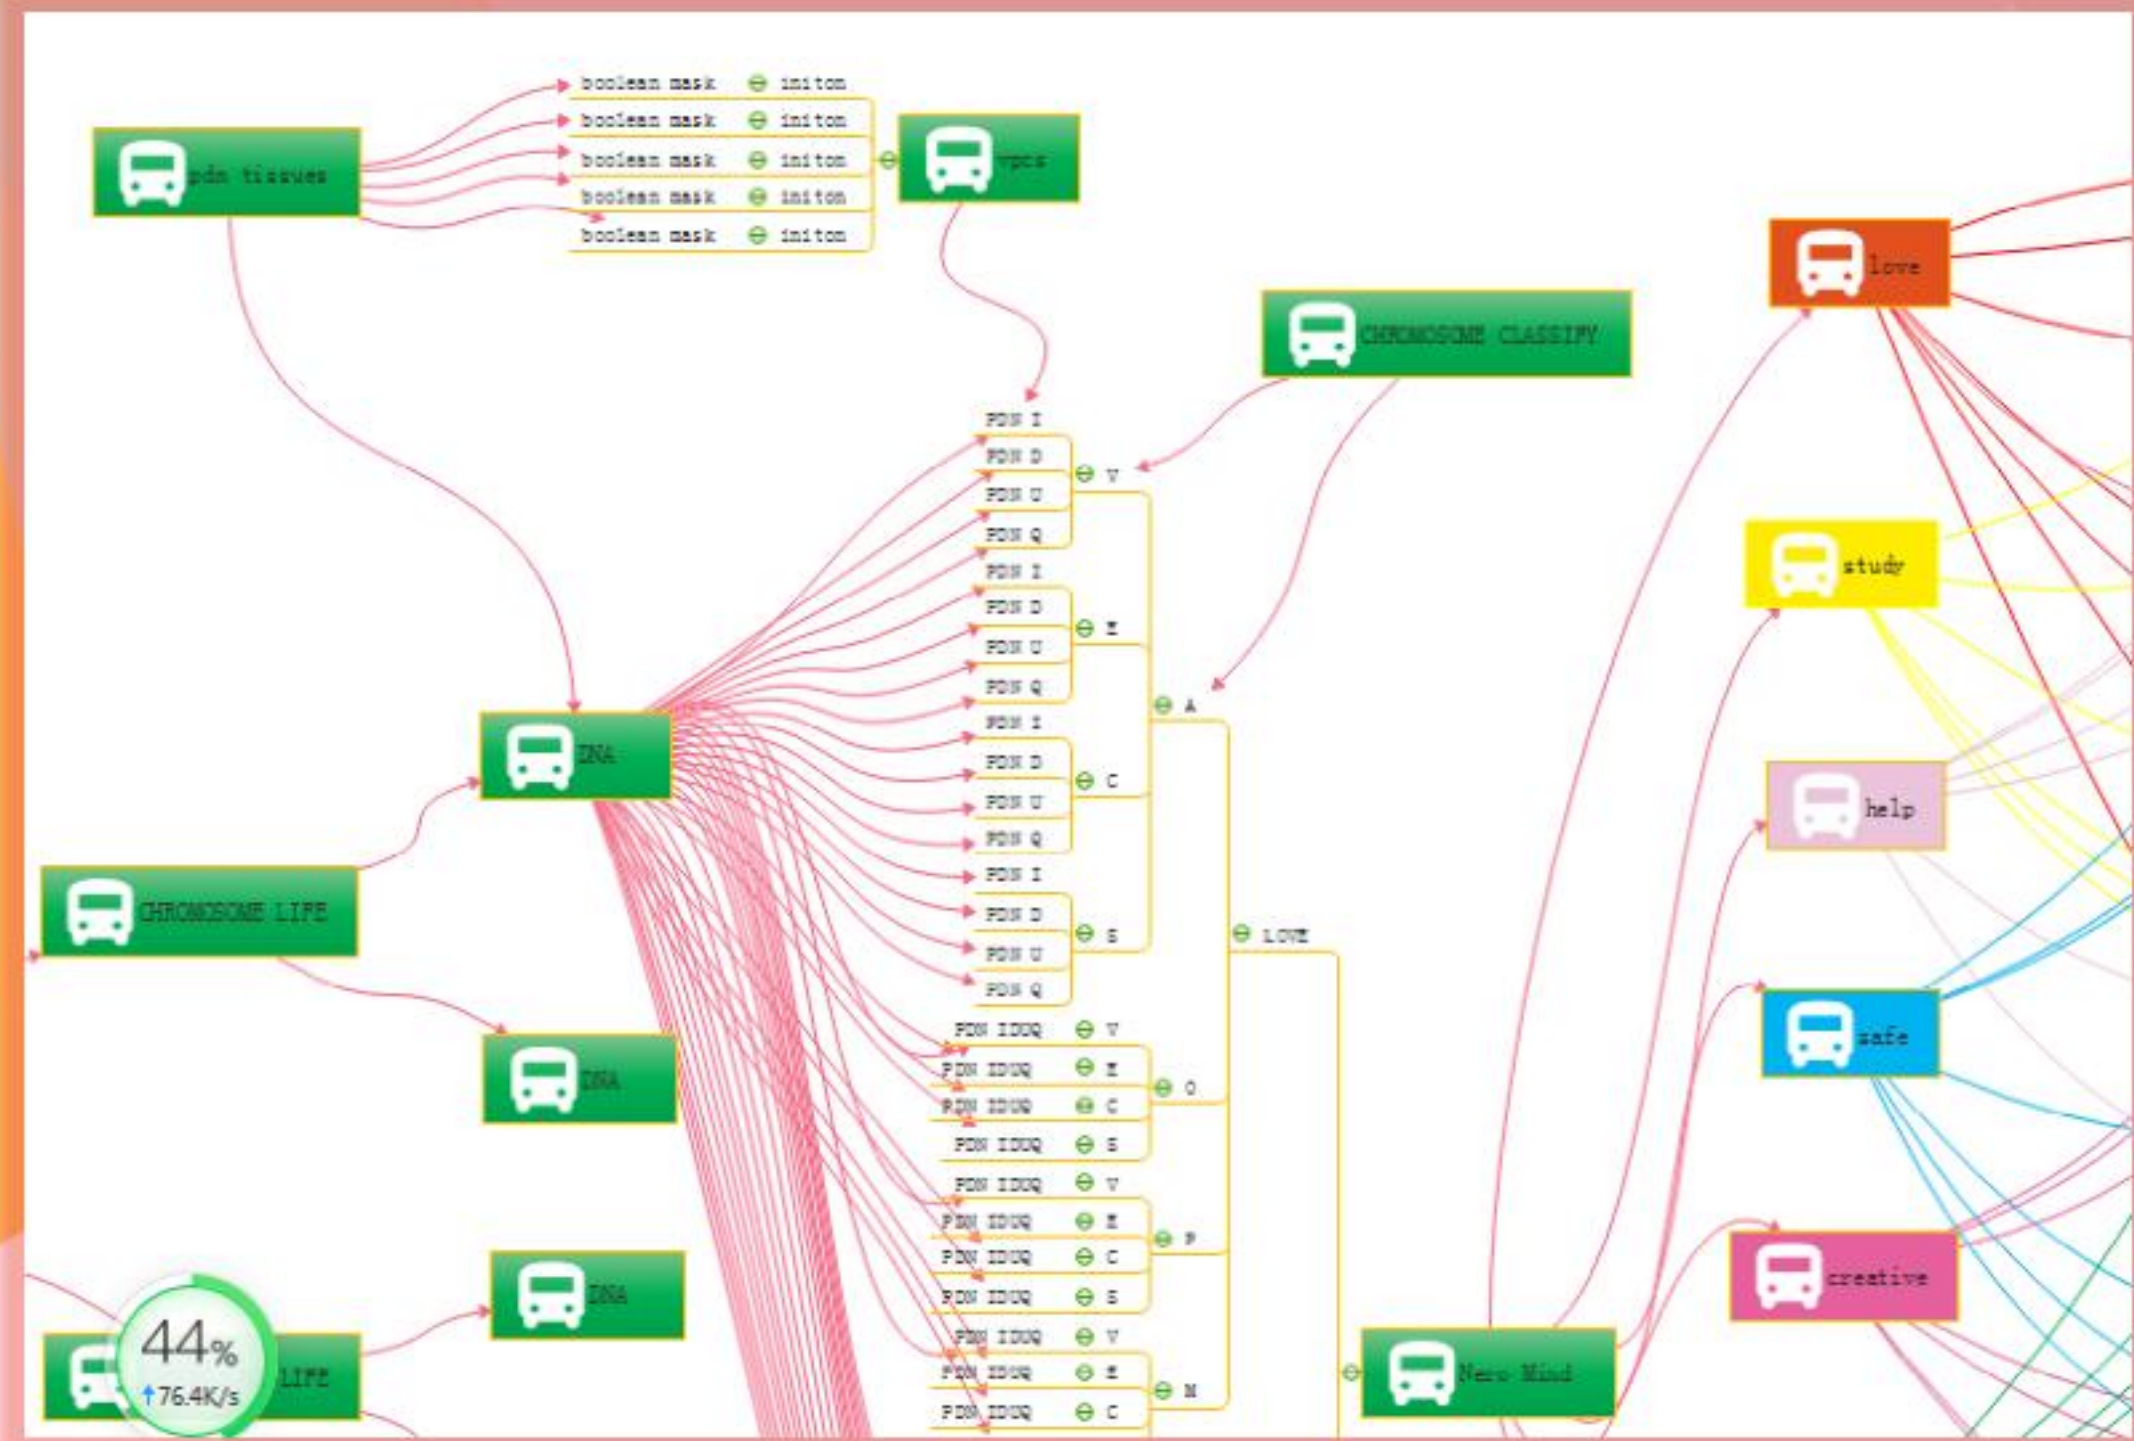 boolean mask initon
boolean mask initon
boolean mask initon
boolean mask initon
boolean mask initon
pdn tissues
vpcs
love
CHROMOSOME CLASSIFY
PDN I
PDN D
V
PDN U
PDN Q
study
PDN I
PDN D
E
PDN U
PDN Q
A
PDN I
DNA
PDN D
C
PDN U
help
PDN Q
PDN I
CHROMOSOME LIFE
PDN D
S
LOVE
PDN U
PDN Q
PDN IDUQ V
safe
PDN IDUQ E
DNA
O
PDN IDUQ C
PDN IDUQ S
PDN IDUQ V
PDN IDUQ E
P
PDN IDUQ C
creative
DNA
PDN IDUQ S
PDN IDUQ V
44%
LIFE
PDN IDUQ E
Nero Mind
76.4K/s
M
PDN IDUQ C